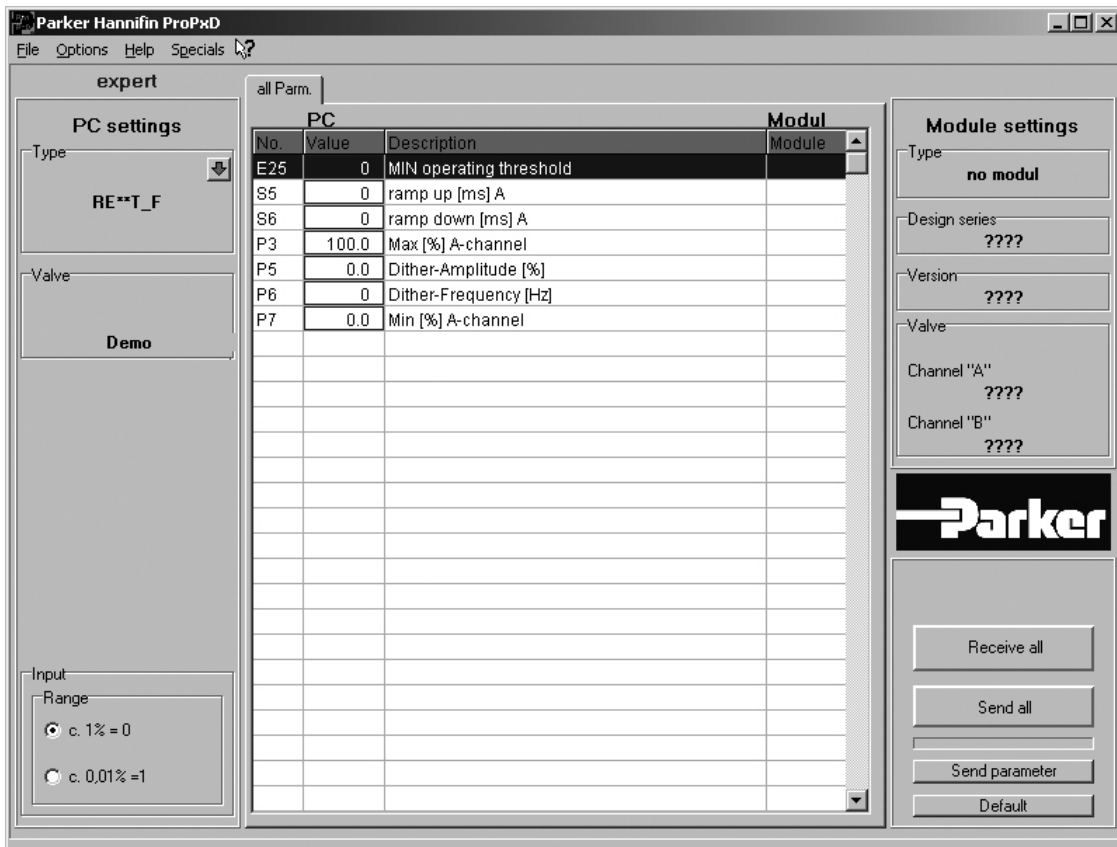 Parker Hannifin ProPxD
File Options Help Specials ?
expert
PC settings
Type
RE**T_F
Valve
Demo
Input
Range
c. 1% = 0
c. 0,01% =1
all Parm.
PC Modul
No. Value Description Module
E25 0 MIN operating threshold
S5 0 ramp up [ms] A
S6 0 ramp down [ms] A
P3 100.0 Max [%] A-channel
P5 0.0 Dither-Amplitude [%]
P6 0 Dither-Frequency [Hz]
P7 0.0 Min [%] A-channel
Module settings
Type
no modul
Design series
????
Version
????
Valve
Channel "A"
????
Channel "B"
????
Parker
Receive all
Send all
Send parameter
Default